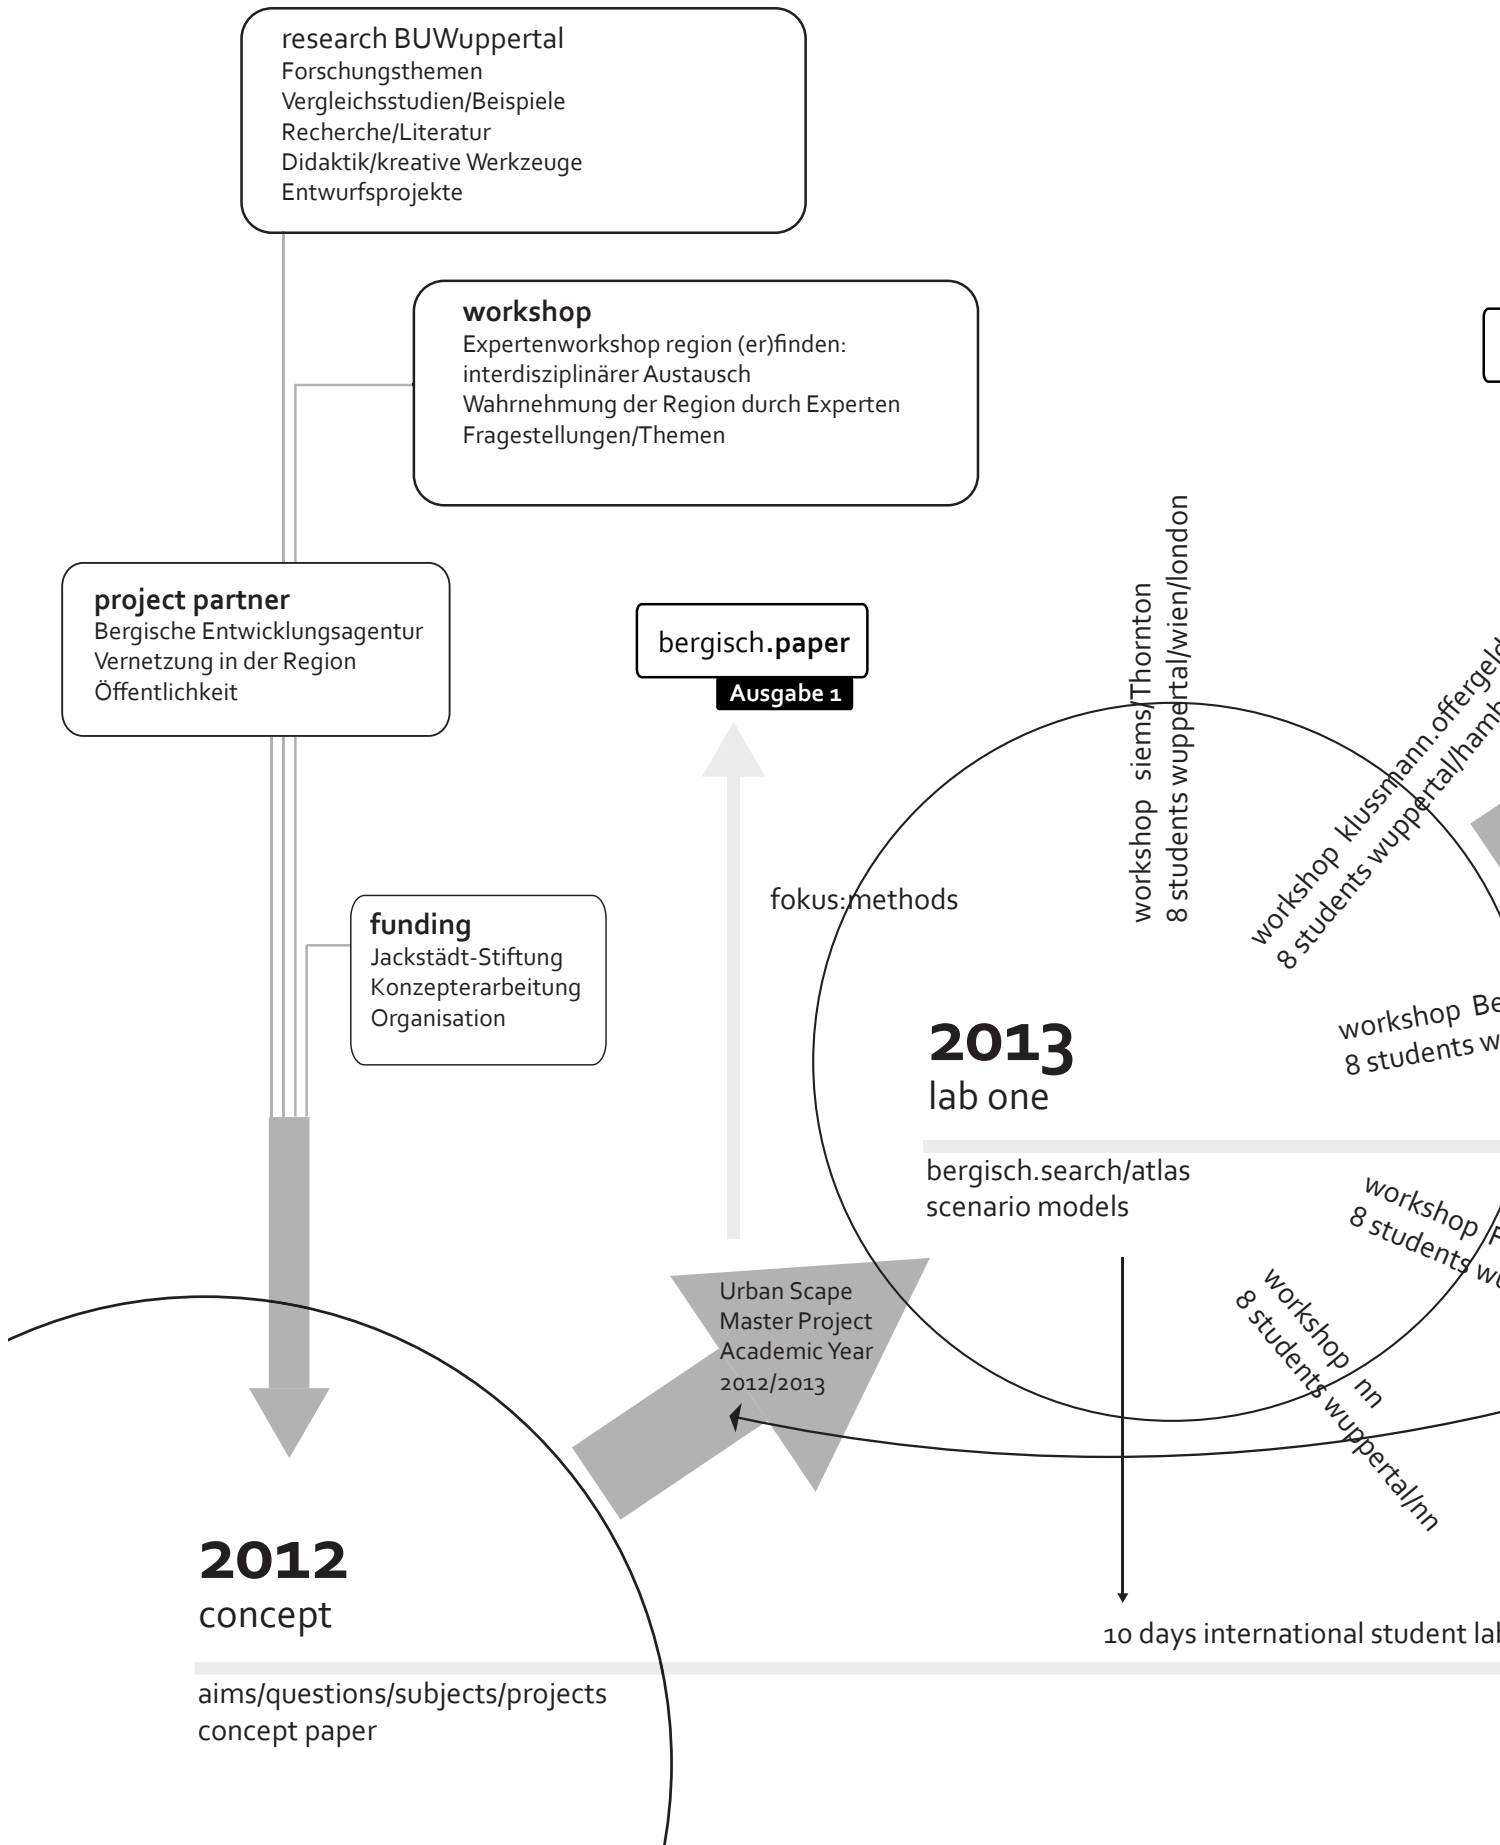 research BUWuppertal
Forschungsthemen
Vergleichsstudien/Beispiele
Recherche/Literatur
Didaktik/kreative Werkzeuge
Entwurfsprojekte
workshop
Expertenworkshop region (er)finden:
interdisziplinärer Austausch
Wahrnehmung der Region durch Experten
Fragestellungen/Themen
project partner
Bergische Entwicklungsagentur
Vernetzung in der Region
Öffentlichkeit
bergisch.paper
Ausgabe 1
funding
Jackstädt-Stiftung
Konzepterarbeitung
Organisation
fokus:methods
workshop siems/Thornton
8 students wuppertal/wien/london
workshop klussmann.offergeld
8 students wuppertal/hamb
workshop Be
8 students w
2013
lab one
bergisch.search/atlas
scenario models
workshop
8 students wu
workshop nn
8 students wuppertal/nn
Urban Scape
Master Project
Academic Year
2012/2013
10 days international student lab
2012
concept
aims/questions/subjects/projects
concept paper